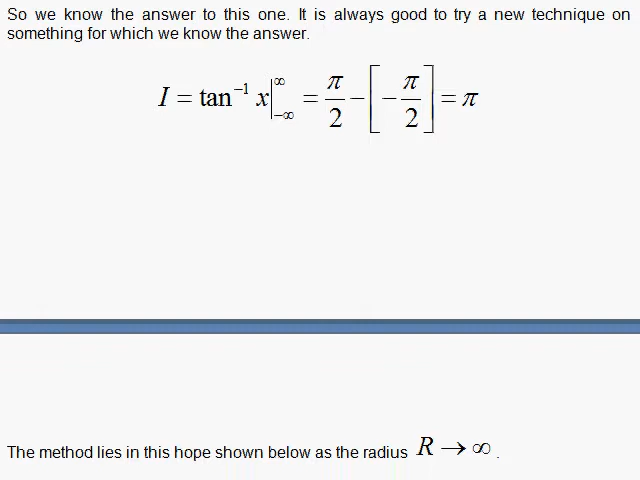 So we know the answer to this one. It is always good to try a new technique on
something for which we know the answer.
I = tan⁻¹ x|_{-∞}^{∞} = π/2 − [−π/2] = π
The method lies in this hope shown below as the radius R → ∞ .